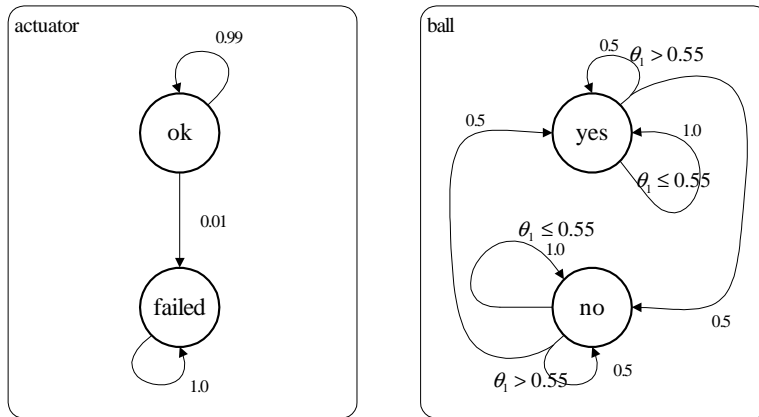 actuator
0.99
ok
0.01
failed
1.0
ball
0.5
θ₁ > 0.55
0.5
yes
1.0
θ₁ ≤ 0.55
θ₁ ≤ 0.55
1.0
no
0.5
θ₁ > 0.55
0.5